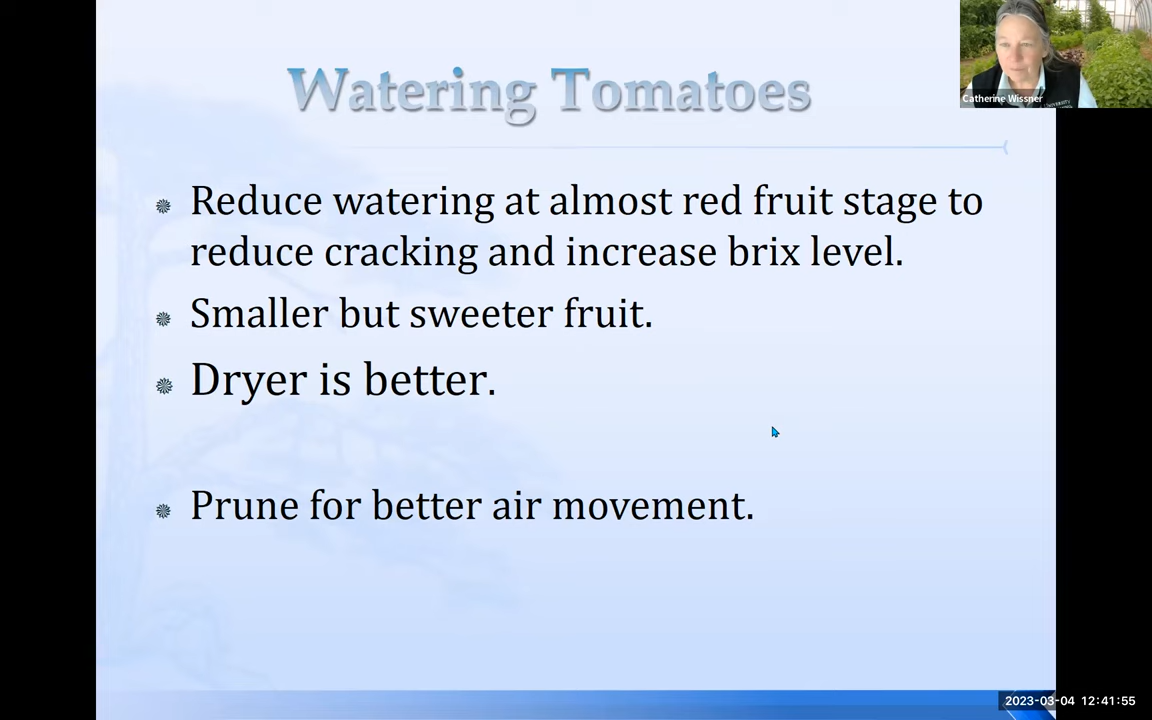 Watering Tomatoes
Catherine Wissner
Reduce watering at almost red fruit stage to
reduce cracking and increase brix level.
Smaller but sweeter fruit.
Dryer is better.
Prune for better air movement.
2023-03-04 12:41:55